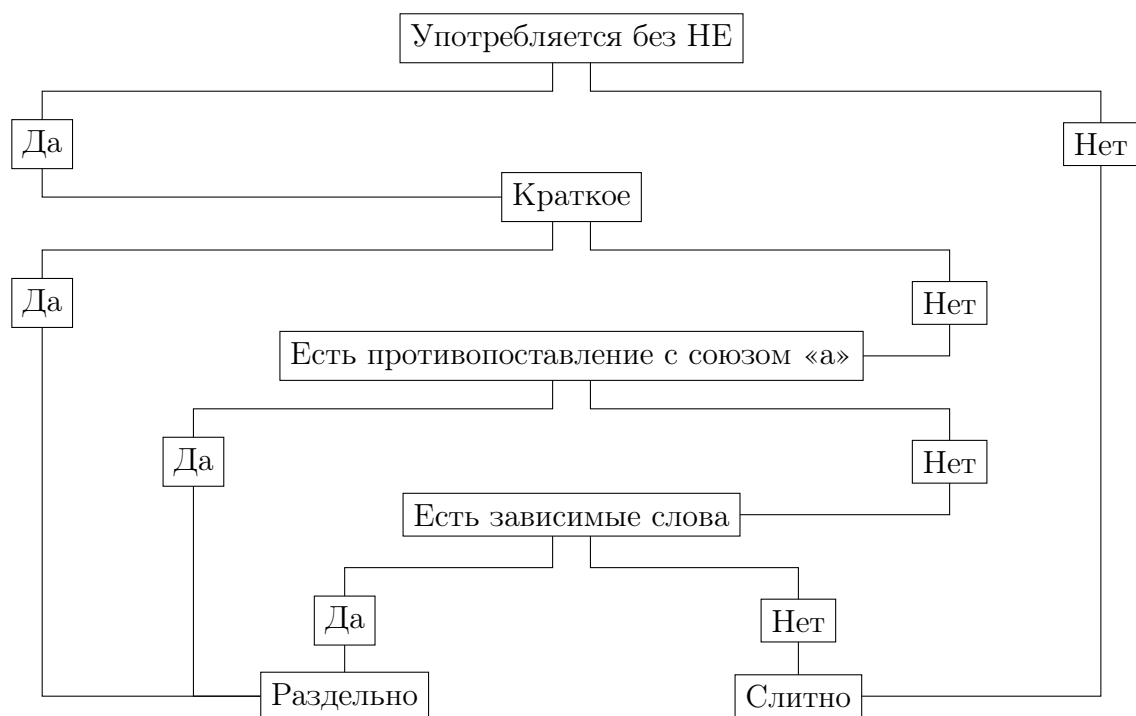 Употребляется без НЕ
Да
Нет
Краткое
Да
Нет
Есть противопоставление с союзом «а»
Да
Нет
Есть зависимые слова
Да
Нет
Раздельно
Слитно